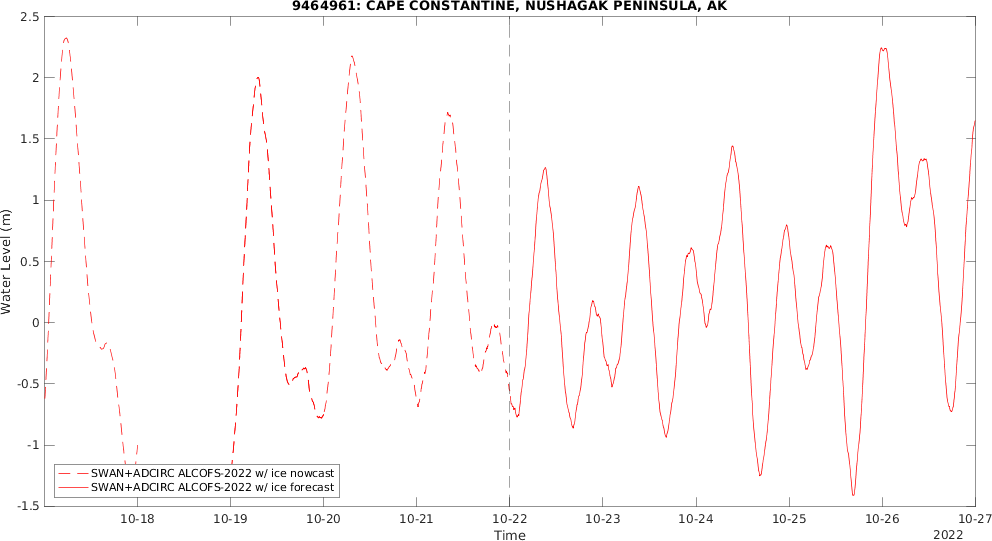 9464961: CAPE CONSTANTINE, NUSHAGAK PENINSULA, AK
2.5
2
1.5
1
0.5
0
-0.5
-1
-1.5
Water Level (m)
SWAN+ADCIRC ALCOFS-2022 w/ ice nowcast
SWAN+ADCIRC ALCOFS-2022 w/ ice forecast
10-18 10-19 10-20 10-21 10-22 10-23 10-24 10-25 10-26 10-27
Time
2022